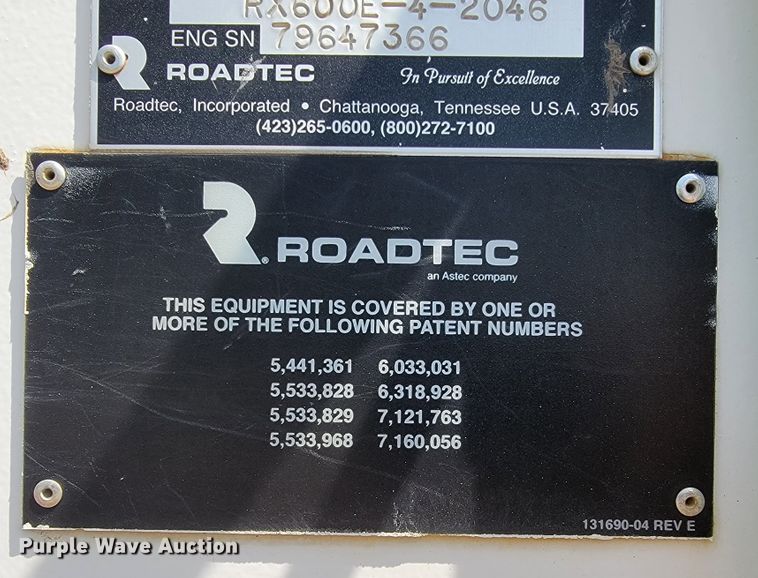 RX600E-4-2046
ENG SN 79647366
ROADTEC In Pursuit of Excellence
Roadtec, Incorporated • Chattanooga, Tennessee U.S.A. 37405
(423)265-0600, (800)272-7100
R® ROADTEC
an Astec company
THIS EQUIPMENT IS COVERED BY ONE OR
MORE OF THE FOLLOWING PATENT NUMBERS
5,441,361 6,033,031
5,533,828 6,318,928
5,533,829 7,121,763
5,533,968 7,160,056
131690-04 REV E
Purple Wave Auction